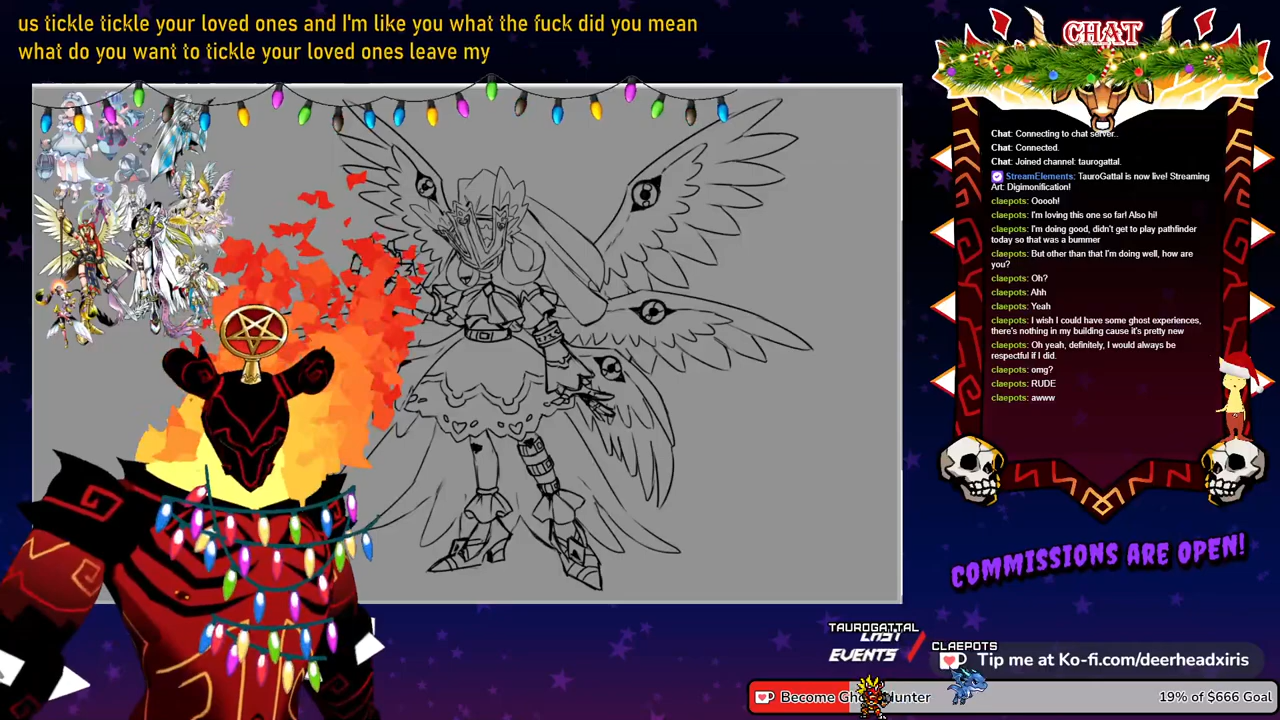 us tickle tickle your loved ones and I'm like you what the fuck did you mean
what do you want to tickle your loved ones leave my
CHAT
Chat: Connecting to chat server..
Chat: Connected.
Chat: Joined channel: taurogattal.
StreamElements: TauroGattal is now live! Streaming
Art: Digimonification!
claepots: Ooooh!
claepots: I'm loving this one so far! Also hi!
claepots: I'm doing good, didn't get to play pathfinder
today so that was a bummer
claepots: But other than that I'm doing well, how are
you?
claepots: Oh?
claepots: Ahh
claepots: Yeah
claepots: I wish I could have some ghost experiences,
there's nothing in my building cause it's pretty new
claepots: Oh yeah, definitely, I would always be
respectful if I did.
claepots: omg?
claepots: RUDE
claepots: awww
COMMISSIONS ARE OPEN!
TAUROGATTAL
LAST
EVENTS
CLAEPOTS
Tip me at Ko-fi.com/deerheadxiris
Become Gho Hunter
19% of $666 Goal